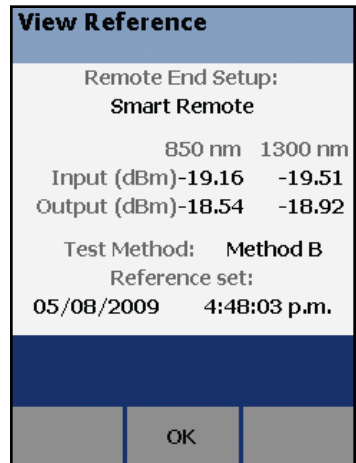 View Reference
Remote End Setup:
Smart Remote
850 nm 1300 nm
Input (dBm)-19.16 -19.51
Output (dBm)-18.54 -18.92
Test Method: Method B
Reference set:
05/08/2009 4:48:03 p.m.
OK